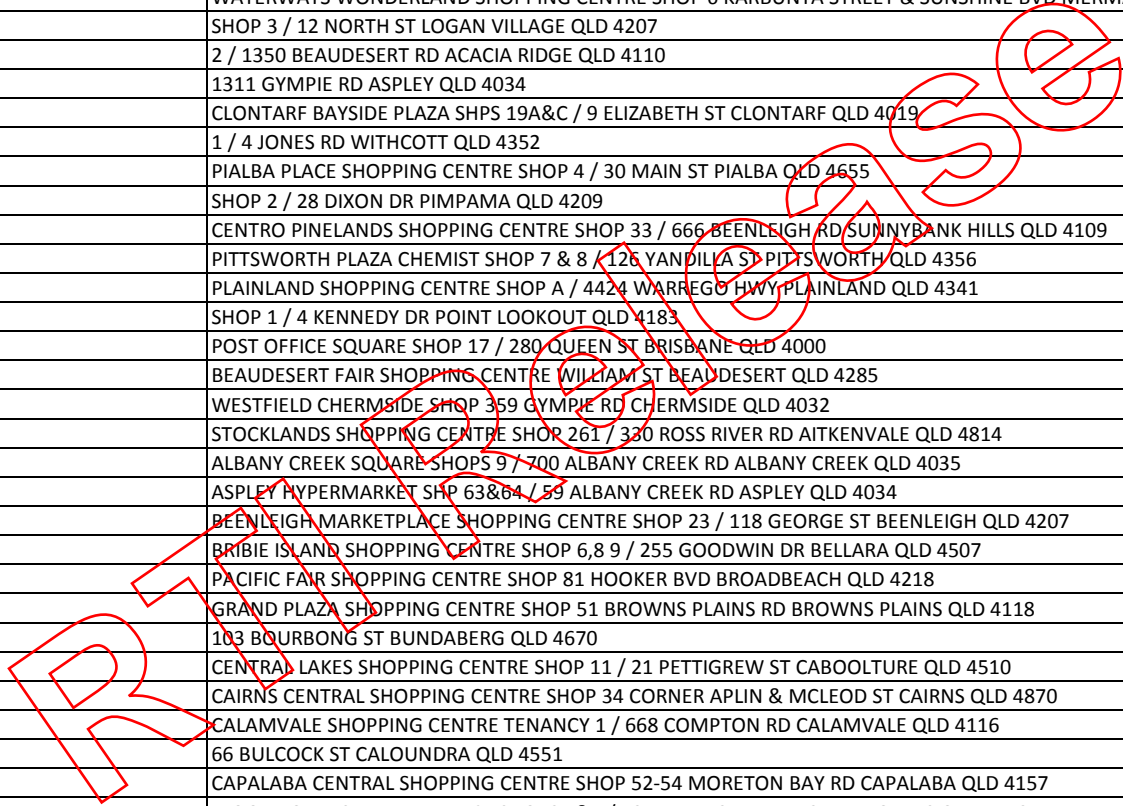 WATERWAYS WONDERLAND SHOPPING CENTRE SHOP 6 KARBUNYA STREET & SUNSHINE BVD
SHOP 3 / 12 NORTH ST LOGAN VILLAGE QLD 4207
2 / 1350 BEAUDESERT RD ACACIA RIDGE QLD 4110
1311 GYMPIE RD ASPLEY QLD 4034
CLONTARF BAYSIDE PLAZA SHPS 19A&C / 9 ELIZABETH ST CLONTARF QLD 4019
1 / 4 JONES RD WITHCOTT QLD 4352
PIALBA PLACE SHOPPING CENTRE SHOP 4 / 30 MAIN ST PIALBA QLD 4655
SHOP 2 / 28 DIXON DR PIMPAMA QLD 4209
CENTRO PINELANDS SHOPPING CENTRE SHOP 33 / 666 BEENLEIGH RD SUNNYBANK HILLS QLD 4109
PITTSWORTH PLAZA CHEMIST SHOP 7 & 8 / 126 YANDILLA ST PITTSWORTH QLD 4356
PLAINLAND SHOPPING CENTRE SHOP A / 4424 WARREGO HWY PLAINLAND QLD 4341
SHOP 1 / 4 KENNEDY DR POINT LOOKOUT QLD 4183
POST OFFICE SQUARE SHOP 17 / 280 QUEEN ST BRISBANE QLD 4000
BEAUDESERT FAIR SHOPPING CENTRE WILLIAM ST BEAUDESERT QLD 4285
WESTFIELD CHERMSIDE SHOP 359 GYMPIE RD CHERMSIDE QLD 4032
STOCKLANDS SHOPPING CENTRE SHOP 261 / 330 ROSS RIVER RD AITKENVALE QLD 4814
ALBANY CREEK SQUARE SHOPS 9 / 700 ALBANY CREEK RD ALBANY CREEK QLD 4035
ASPLEY HYPERMARKET SHP 63&64 / 59 ALBANY CREEK RD ASPLEY QLD 4034
BEENLEIGH MARKETPLACE SHOPPING CENTRE SHOP 23 / 118 GEORGE ST BEENLEIGH QLD 4207
BRIBIE ISLAND SHOPPING CENTRE SHOP 6,8 9 / 255 GOODWIN DR BELLARA QLD 4507
PACIFIC FAIR SHOPPING CENTRE SHOP 81 HOOKER BVD BROADBEACH QLD 4218
GRAND PLAZA SHOPPING CENTRE SHOP 51 BROWNS PLAINS RD BROWNS PLAINS QLD 4118
103 BOURBONG ST BUNDABERG QLD 4670
CENTRAL LAKES SHOPPING CENTRE SHOP 11 / 21 PETTIGREW ST CABOOLTURE QLD 4510
CAIRNS CENTRAL SHOPPING CENTRE SHOP 34 CORNER APLIN & MCLEOD ST CAIRNS QLD 4870
CALAMVALE SHOPPING CENTRE TENANCY 1 / 668 COMPTON RD CALAMVALE QLD 4116
66 BULCOCK ST CALOUNDRA QLD 4551
CAPALABA CENTRAL SHOPPING CENTRE SHOP 52-54 MORETON BAY RD CAPALABA QLD 4157
RTI Release